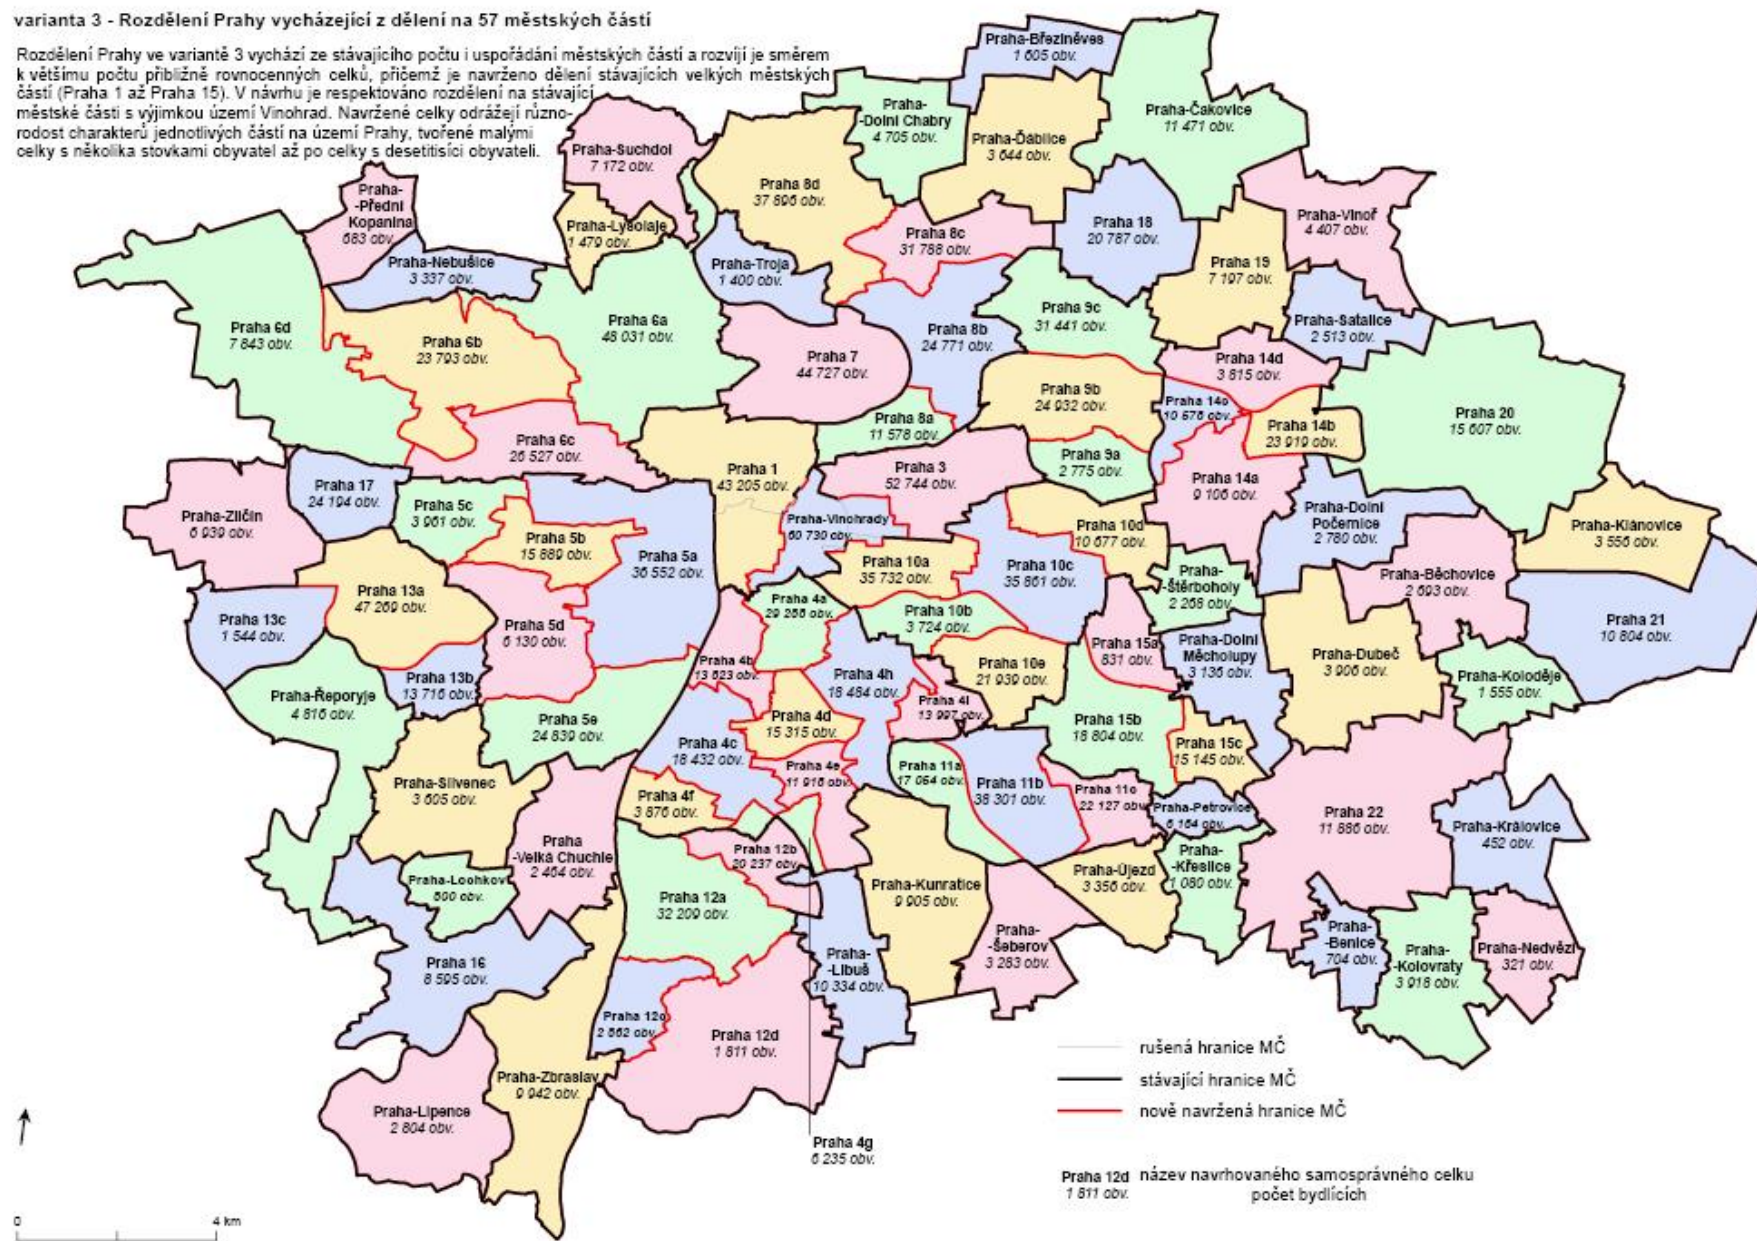 varianta 3 - Rozdělení Prahy vycházející z dělení na 57 městských částí
Rozdělení Prahy ve variantě 3 vychází ze stávajícího počtu i uspořádání městských částí a rozvíjí je směrem
k většímu počtu přibližně rovnocenných celků, přičemž je navrženo dělení stávajících velkých městských
částí (Praha 1 až Praha 15). V návrhu je respektováno rozdělení na stávající
městské části s výjimkou území Vinohrad. Navržené celky odrážejí různo-
rodost charakterů jednotlivých částí na území Prahy, tvořené malými
celky s několika stovkami obyvatel až po celky s desetitisíci obyvateli.
Praha-Březiněves
1 605 obv.
Praha-
-Dolní Chabry
4 705 obv.
Praha-Ďáblice
3 644 obv.
Praha-Čakovice
11 471 obv.
Praha-Suchdol
7 172 obv.
Praha 8d
37 896 obv.
Praha-
-Přední
Kopanina
683 obv.
Praha-Lysolaje
1 479 obv.
Praha 8c
31 788 obv.
Praha 18
20 787 obv.
Praha-Vinoř
4 407 obv.
Praha-Nebušice
3 337 obv.
Praha-Troja
1 400 obv.
Praha 19
7 197 obv.
Praha 6d
7 843 obv.
Praha 6b
23 793 obv.
Praha 6a
48 031 obv.
Praha 7
44 727 obv.
Praha 8b
24 771 obv.
Praha 9c
31 441 obv.
Praha-Satalice
2 513 obv.
Praha 14d
3 815 obv.
Praha 9b
24 932 obv.
Praha 14c
10 676 obv.
Praha 14b
23 919 obv.
Praha 20
15 607 obv.
Praha 8a
11 578 obv.
Praha 6c
26 527 obv.
Praha 1
43 205 obv.
Praha 3
52 744 obv.
Praha 9a
2 775 obv.
Praha 14a
9 106 obv.
Praha 17
24 194 obv.
Praha-Zličín
6 939 obv.
Praha 5c
3 961 obv.
Praha 5b
15 889 obv.
Praha 5a
36 552 obv.
Praha-Vinohrady
60 730 obv.
Praha 10d
10 677 obv.
Praha-Dolní
Počernice
2 780 obv.
Praha-Klánovice
3 556 obv.
Praha 10a
35 732 obv.
Praha 10c
35 861 obv.
Praha-
-Štěrboholy
2 268 obv.
Praha-Běchovice
2 693 obv.
Praha 13a
47 269 obv.
Praha 13c
1 544 obv.
Praha 5d
6 130 obv.
Praha 4a
29 266 obv.
Praha 10b
3 724 obv.
Praha 15a
831 obv.
Praha-Dolní
Měcholupy
3 136 obv.
Praha-Dubeč
3 906 obv.
Praha 21
10 804 obv.
Praha-Koloděje
1 555 obv.
Praha 13b
13 716 obv.
Praha-Řeporyje
4 816 obv.
Praha 4b
13 623 obv.
Praha 4h
18 484 obv.
Praha 10e
21 939 obv.
Praha 4i
13 997 obv.
Praha 5e
24 839 obv.
Praha 4c
18 432 obv.
Praha 4d
15 315 obv.
Praha 15b
18 804 obv.
Praha 15c
15 145 obv.
Praha 4e
11 916 obv.
Praha 11a
17 064 obv.
Praha 11b
38 301 obv.
Praha 11c
22 127 obv.
Praha-Slivenec
3 605 obv.
Praha 4f
3 876 obv.
Praha-Petrovice
6 164 obv.
Praha 22
11 886 obv.
Praha-Královice
452 obv.
Praha
-Velká Chuchle
2 464 obv.
Praha 12b
20 237 obv.
Praha-Lochkov
Praha-
-Křeslice
1 080 obv.
Praha-Újezd
3 356 obv.
Praha-Kunratice
9 905 obv.
Praha 12a
32 209 obv.
Praha-
-Šeberov
3 283 obv.
Praha-
-Benice
704 obv.
Praha-
-Kolovraty
3 918 obv.
Praha-Nedvězí
321 obv.
Praha 16
8 595 obv.
Praha-
-Libuš
10 334 obv.
Praha 12c
2 662 obv.
Praha 12d
1 811 obv.
Praha-Zbraslav
9 942 obv.
Praha-Lipence
2 804 obv.
Praha 4g
6 235 obv.
rušená hranice MČ
stávající hranice MČ
nově navržená hranice MČ
Praha 12d název navrhovaného samosprávného celku
1 811 obv. počet bydlících
0 4 km